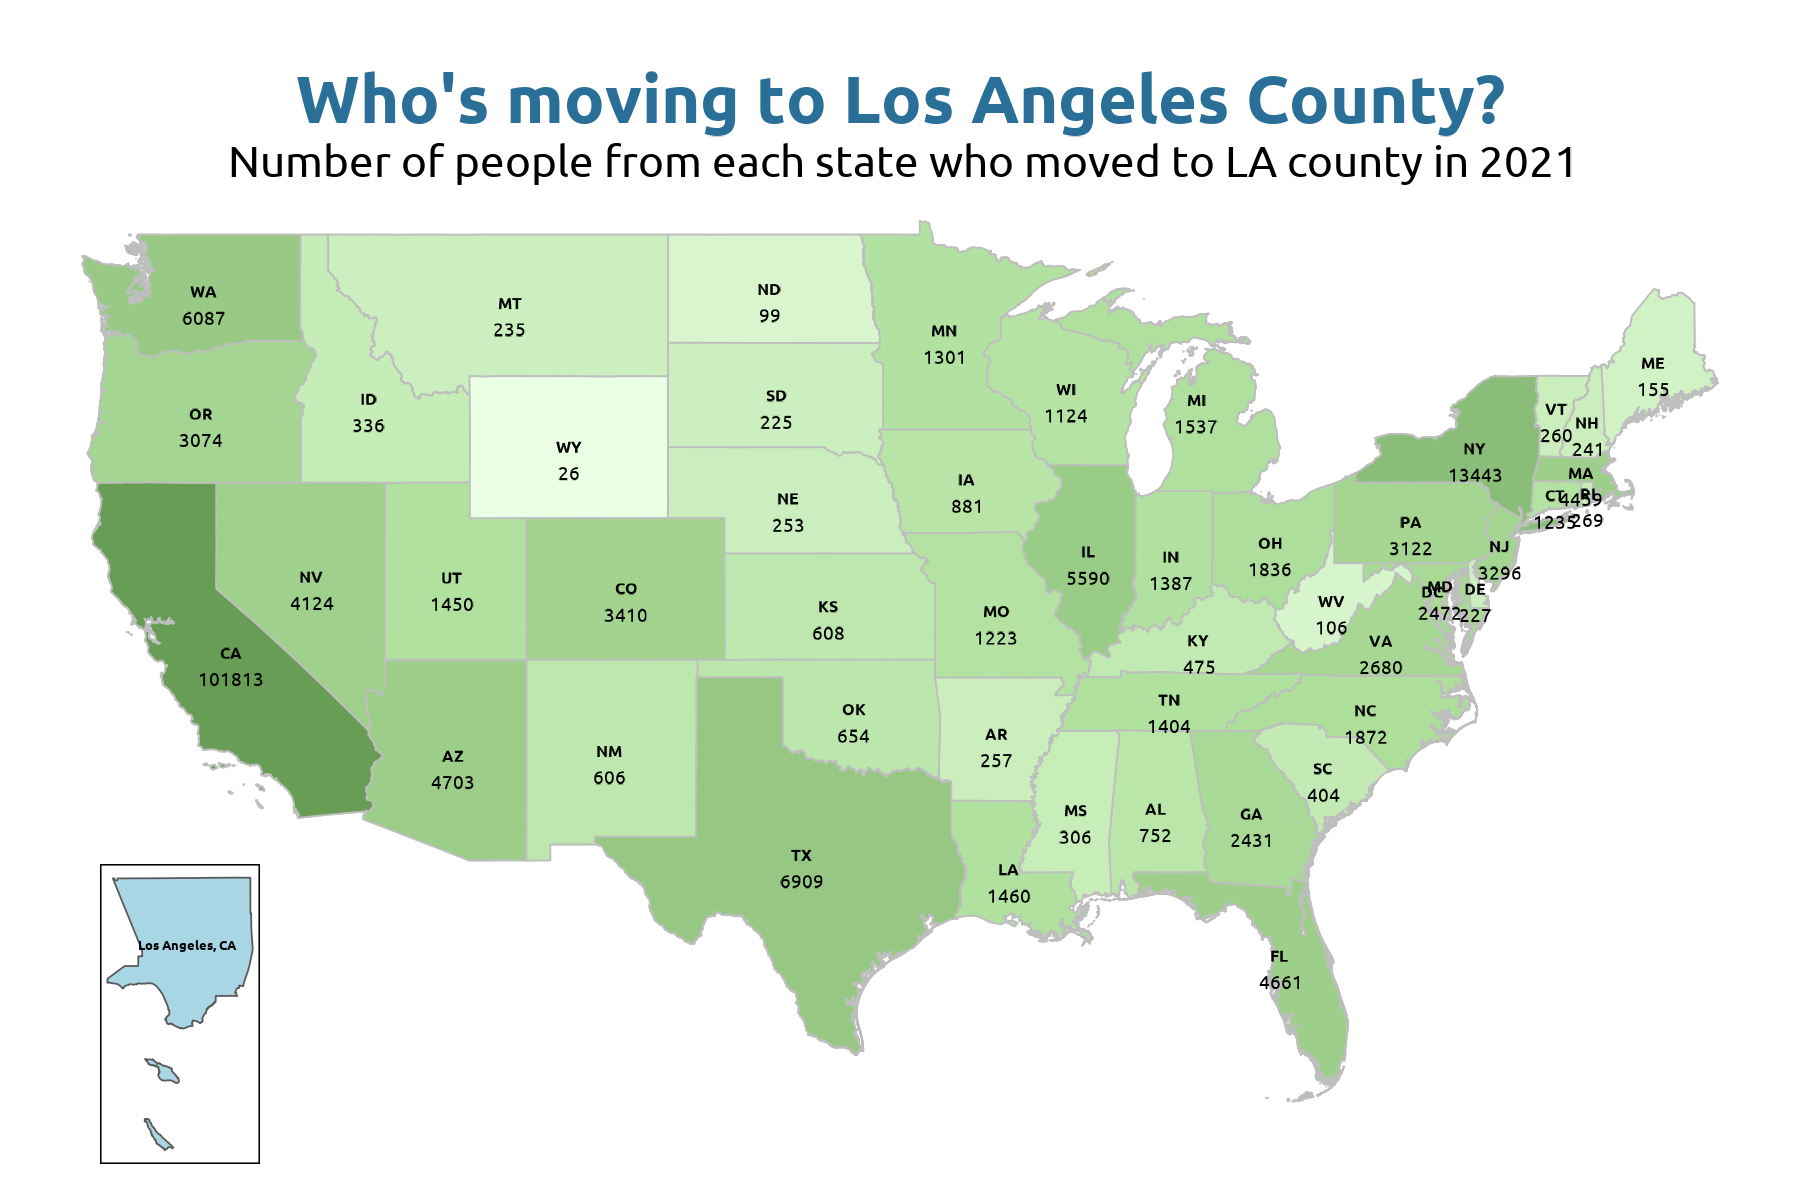 Who's moving to Los Angeles County?
Number of people from each state who moved to LA county in 2021
WA
6087
MT
235
ND
99
MN
1301
ME
155
OR
3074
ID
336
SD
225
WI
1124
MI
1537
VT
260
NH
241
WY
26
NY
13443
MA
4459
RI
269
CT
1235
NE
253
IA
881
PA
3122
NJ
3296
NV
4124
UT
1450
CO
3410
IL
5590
IN
1387
OH
1836
MD
DC
2472
DE
227
KS
608
MO
1223
WV
106
VA
2680
KY
475
CA
101813
AZ
4703
NM
606
OK
654
AR
257
TN
1404
NC
1872
SC
404
MS
306
AL
752
GA
2431
TX
6909
LA
1460
FL
4661
Los Angeles, CA